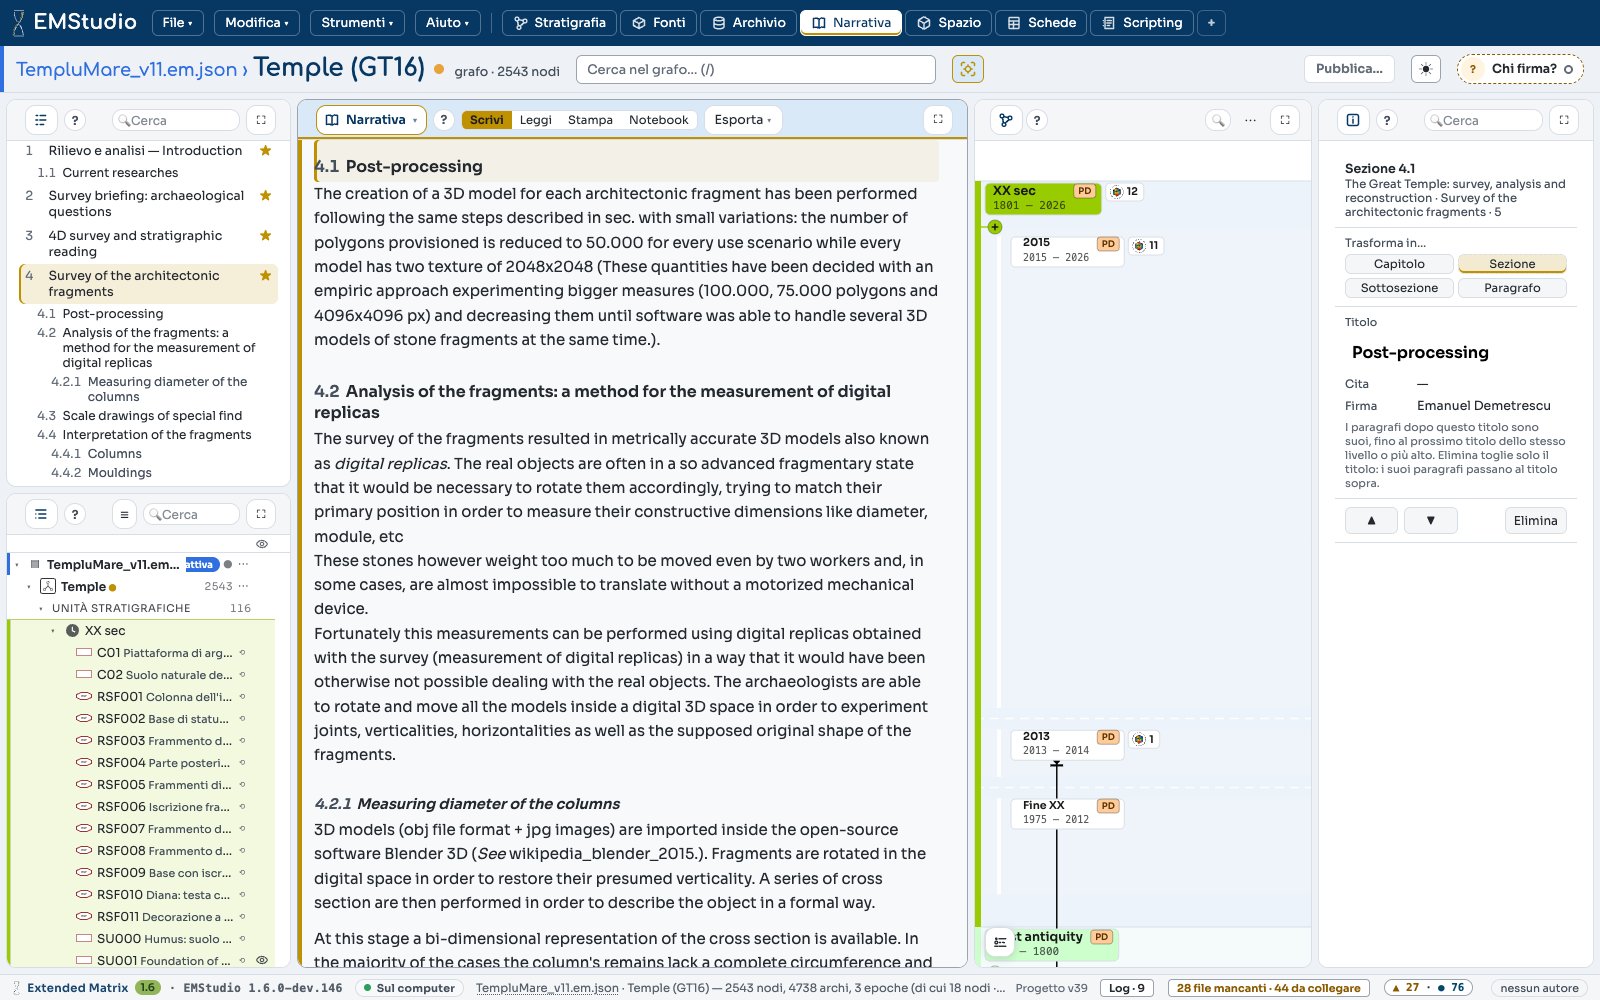 EMStudio File Modifica Strumenti Aiuto Stratigrafia Fonti Archivio Narrativa Spazio Schede Scripting +
TempluMare_v11.em.json › Temple (GT16) grafo · 2543 nodi Cerca nel grafo... (/) Pubblica... ? Chi firma?
? Cerca
1 Rilievo e analisi — Introduction
1.1 Current researches
2 Survey briefing: archaeological
questions
3 4D survey and stratigraphic
reading
4 Survey of the architectonic
fragments
4.1 Post-processing
4.2 Analysis of the fragments: a
method for the measurement of
digital replicas
4.2.1 Measuring diameter of the
columns
4.3 Scale drawings of special find
4.4 Interpretation of the fragments
4.4.1 Columns
4.4.2 Mouldings
? Cerca
TempluMare_v11.em... attiva ...
Temple 2543 ...
UNITÀ STRATIGRAFICHE 116
XX sec
C01 Piattaforma di arg...
C02 Suolo naturale de...
RSF001 Colonna dell'i...
RSF002 Base di statu...
RSF003 Frammento d...
RSF004 Parte posteri...
RSF005 Frammenti di...
RSF006 Iscrizione fra...
RSF007 Frammento d...
RSF008 Frammento d...
RSF009 Base con iscr...
RSF010 Diana: testa c...
RSF011 Decorazione a ...
SU000 Humus: suolo ...
SU001 Foundation of ...
Narrativa ? Scrivi Leggi Stampa Notebook Esporta
4.1 Post-processing
The creation of a 3D model for each architectonic fragment has been performed
following the same steps described in sec. with small variations: the number of
polygons provisioned is reduced to 50.000 for every use scenario while every
model has two texture of 2048x2048 (These quantities have been decided with an
empiric approach experimenting bigger measures (100.000, 75.000 polygons and
4096x4096 px) and decreasing them until software was able to handle several 3D
models of stone fragments at the same time.).
4.2 Analysis of the fragments: a method for the measurement of digital
replicas
The survey of the fragments resulted in metrically accurate 3D models also known
as digital replicas. The real objects are often in a so advanced fragmentary state
that it would be necessary to rotate them accordingly, trying to match their
primary position in order to measure their constructive dimensions like diameter,
module, etc
These stones however weight too much to be moved even by two workers and, in
some cases, are almost impossible to translate without a motorized mechanical
device.
Fortunately this measurements can be performed using digital replicas obtained
with the survey (measurement of digital replicas) in a way that it would have been
otherwise not possible dealing with the real objects. The archaeologists are able
to rotate and move all the models inside a digital 3D space in order to experiment
joints, verticalities, horizontalities as well as the supposed original shape of the
fragments.
4.2.1 Measuring diameter of the columns
3D models (obj file format + jpg images) are imported inside the open-source
software Blender 3D (See wikipedia_blender_2015.). Fragments are rotated in the
digital space in order to restore their presumed verticality. A series of cross
section are then performed in order to describe the object in a formal way.
At this stage a bi-dimensional representation of the cross section is available. In
the majority of the cases the column's remains lack a complete circumference and
? ...
XX sec PD 12
1801 – 2026
+
2015 PD 11
2015 – 2026
2013 PD 1
2013 – 2014
Fine XX PD
1975 – 2012
t antiquity PD
– 1800
? Cerca
Sezione 4.1
The Great Temple: survey, analysis and
reconstruction · Survey of the
architectonic fragments · 5
Trasforma in...
Capitolo Sezione
Sottosezione Paragrafo
Titolo
Post-processing
Cita —
Firma Emanuel Demetrescu
I paragrafi dopo questo titolo sono
suoi, fino al prossimo titolo dello stesso
livello o più alto. Elimina toglie solo il
titolo: i suoi paragrafi passano al titolo
sopra.
▲ ▼ Elimina
Extended Matrix 1.6 · EMStudio 1.6.0-dev.146 Sul computer TempluMare_v11.em.json · Temple (GT16) — 2543 nodi, 4738 archi, 3 epoche (di cui 18 nodi ·... Progetto v39 Log · 9 28 file mancanti · 44 da collegare ▲ 27 · ● 76 nessun autore